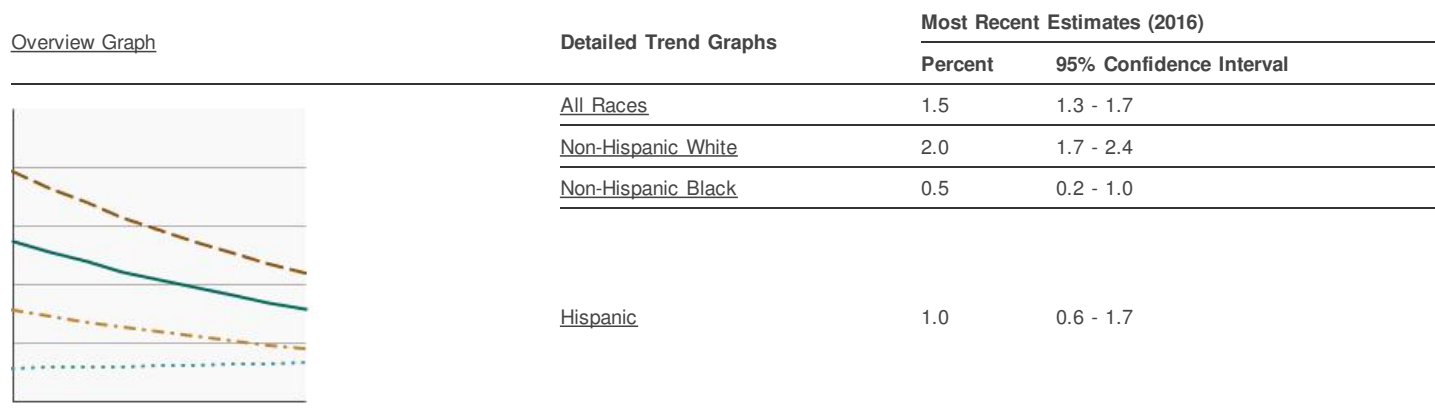 Overview Graph
Detailed Trend Graphs
Most Recent Estimates (2016)
Percent 95% Confidence Interval
All Races 1.5 1.3 - 1.7
Non-Hispanic White 2.0 1.7 - 2.4
Non-Hispanic Black 0.5 0.2 - 1.0
Hispanic 1.0 0.6 - 1.7